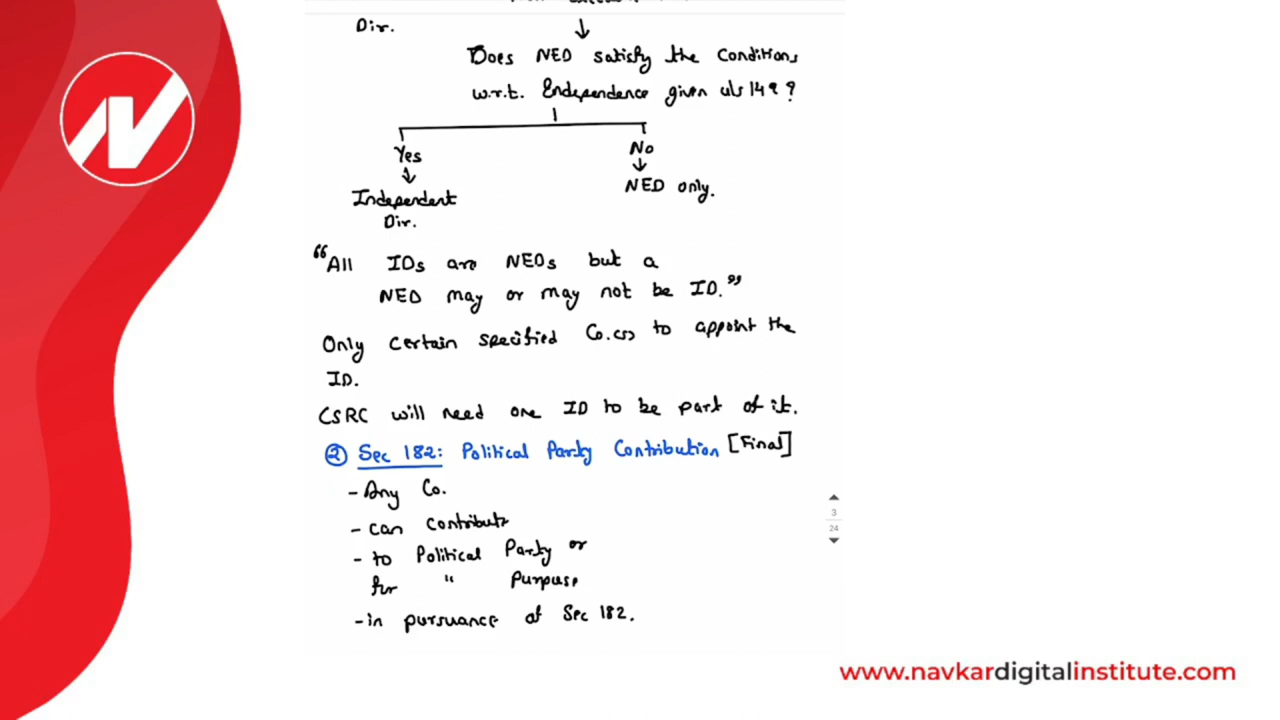 Dir.
Does NED satisfy the conditions
w.r.t. Independence given u/s 149?
Yes
No
Independent
Dir.
NED only.
"All IDs are NEDs but a
NED may or may not be ID."
Only certain specified Co.(s) to appoint the
ID.
CSRC will need one ID to be part of it.
② Sec 182: Political Party Contribution [Final]
- Any Co.
- can contribute
- to Political Party or
for " Purpose
- in pursuance of Sec 182.
3
24
www.navkardigitalinstitute.com